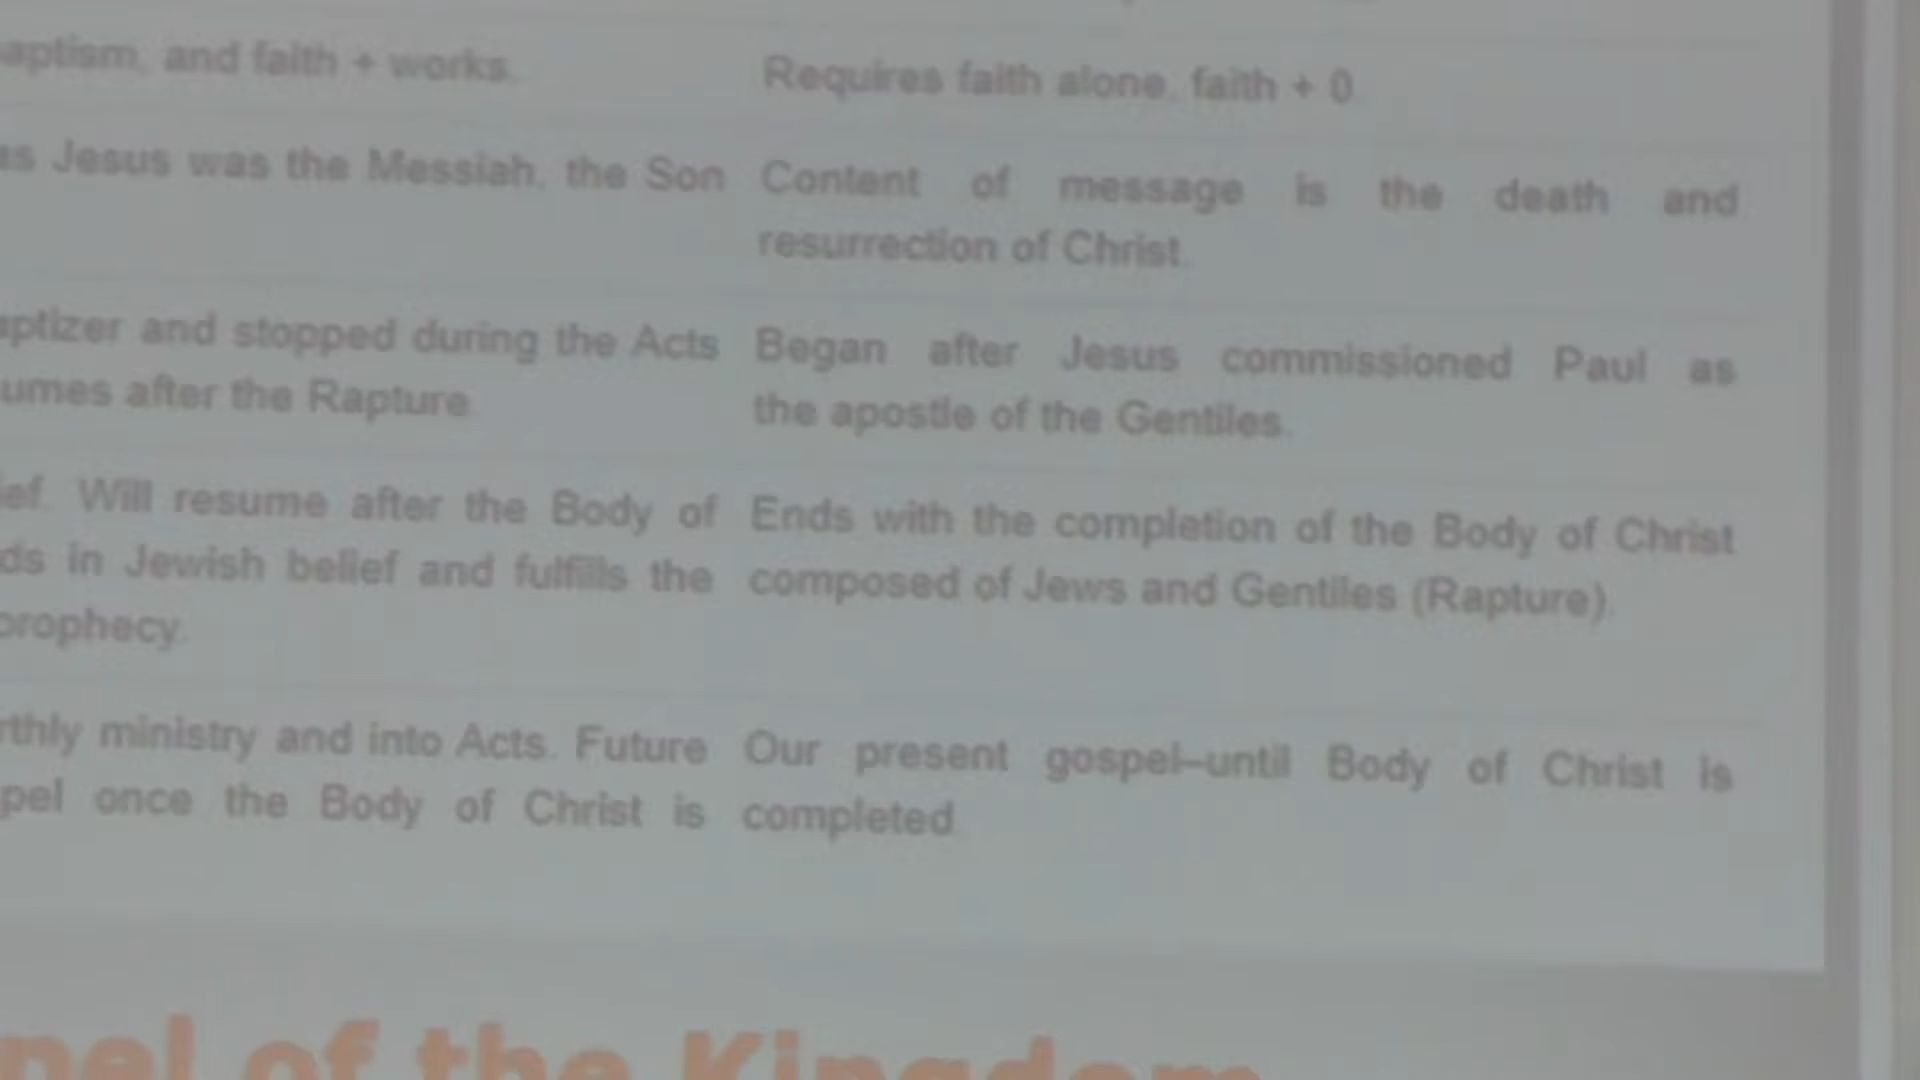 aptism, and faith + works.
Requires faith alone, faith + 0.
as Jesus was the Messiah, the Son
Content of message is the death and
resurrection of Christ.
aptizer and stopped during the Acts
umes after the Rapture.
Began after Jesus commissioned Paul as
the apostle of the Gentiles.
ief. Will resume after the Body of
ds in Jewish belief and fulfills the
prophecy.
Ends with the completion of the Body of Christ
composed of Jews and Gentiles (Rapture).
rthly ministry and into Acts. Future
pel once the Body of Christ is
Our present gospel–until Body of Christ is
completed.
pel of the Kingdom